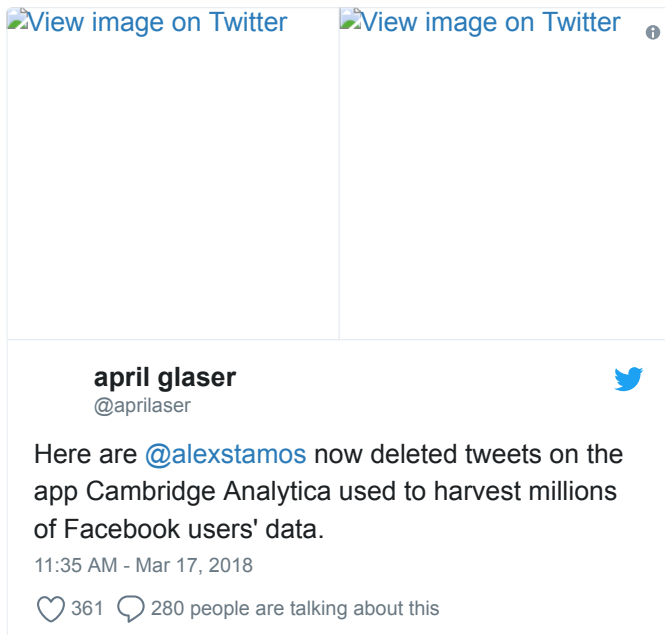 View image on Twitter View image on Twitter
april glaser
@aprilaser
Here are @alexstamos now deleted tweets on the
app Cambridge Analytica used to harvest millions
of Facebook users' data.
11:35 AM - Mar 17, 2018
361 280 people are talking about this